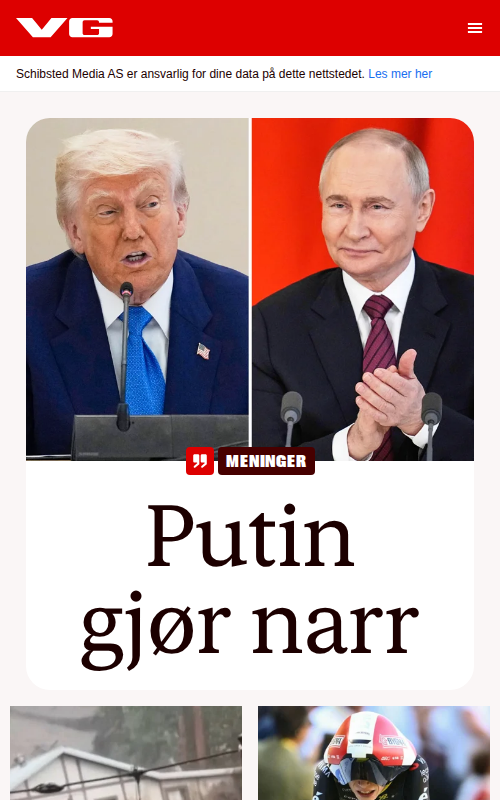 VG
Schibsted Media AS er ansvarlig for dine data på dette nettstedet. Les mer her
MENINGER
Putin
gjør narr